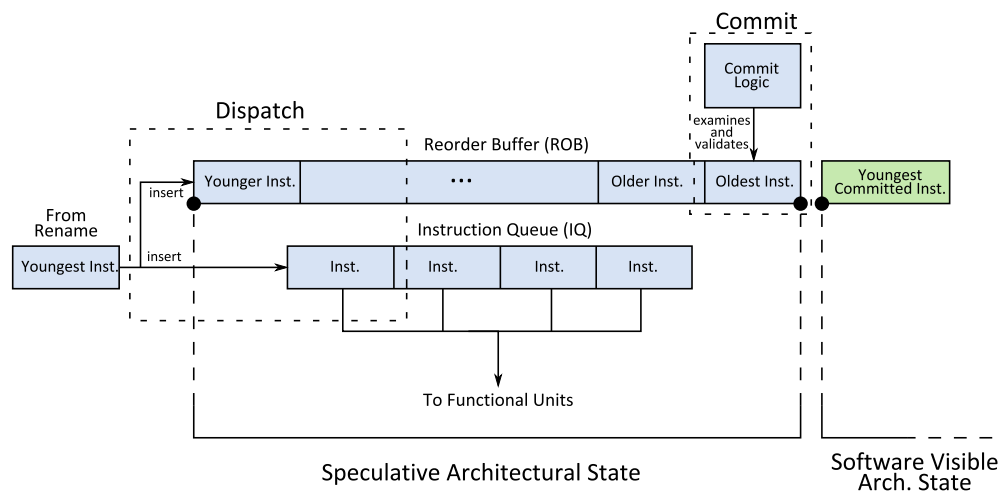 Commit
Commit
Logic
examines
and
validates
Dispatch
Reorder Buffer (ROB)
Younger Inst.
...
Older Inst.
Oldest Inst.
Youngest
Committed Inst.
insert
From
Rename
Youngest Inst.
insert
Instruction Queue (IQ)
Inst.
Inst.
Inst.
Inst.
To Functional Units
Speculative Architectural State
Software Visible
Arch. State